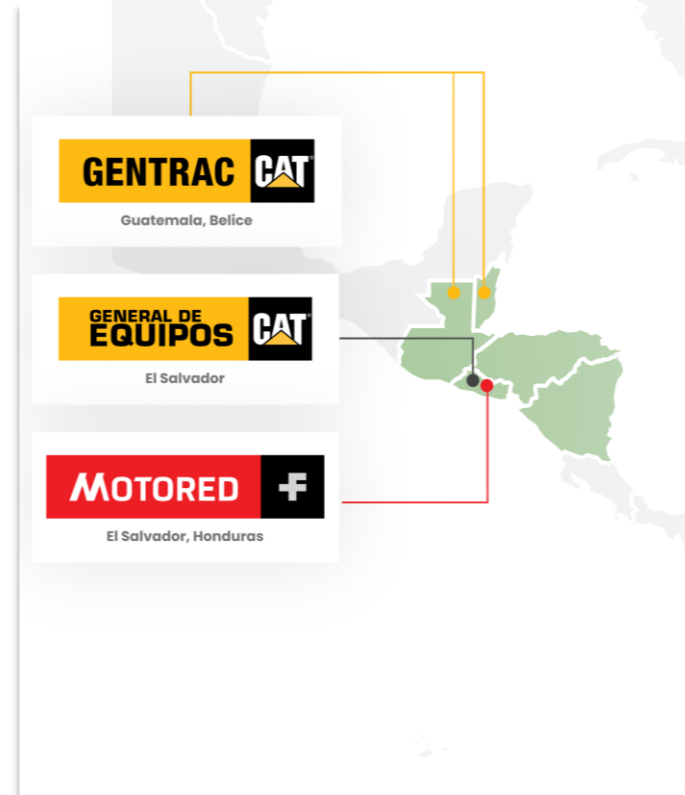 GENTRAC CAT
Guatemala, Belice
GENERAL DE
EQUIPOS CAT
El Salvador
MOTORED
El Salvador, Honduras